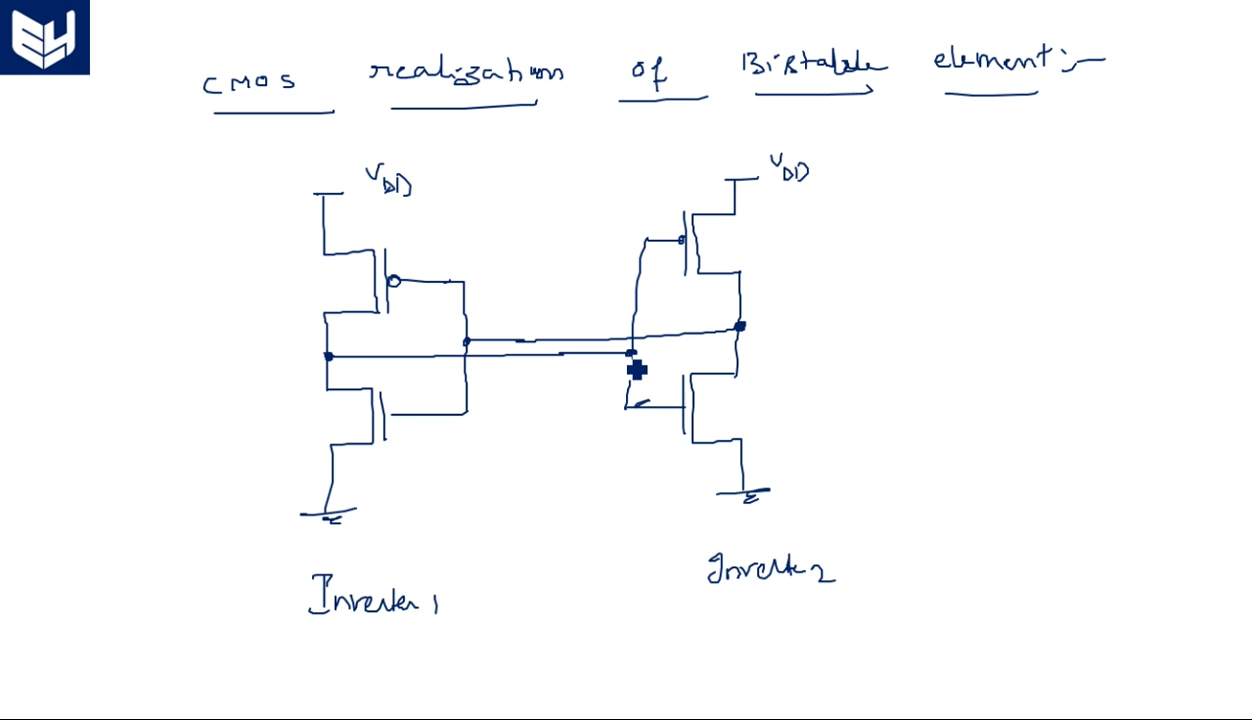 CMOS realization of Bistable element :-
VDD VDD
Inverter 1 Inverter 2